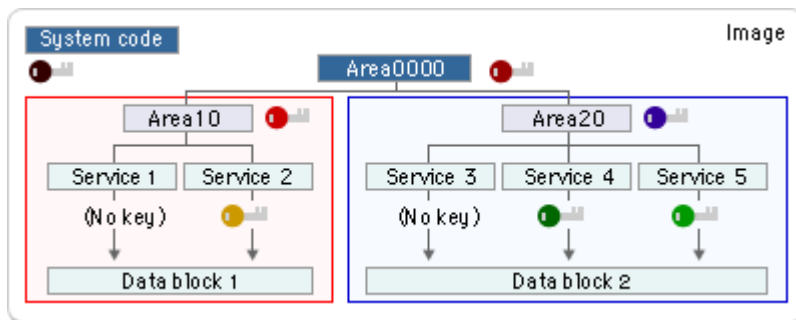 System code
Image
Area0000
Area10
Area20
Service 1
Service 2
Service 3
Service 4
Service 5
(No key)
(No key)
Data block 1
Data block 2